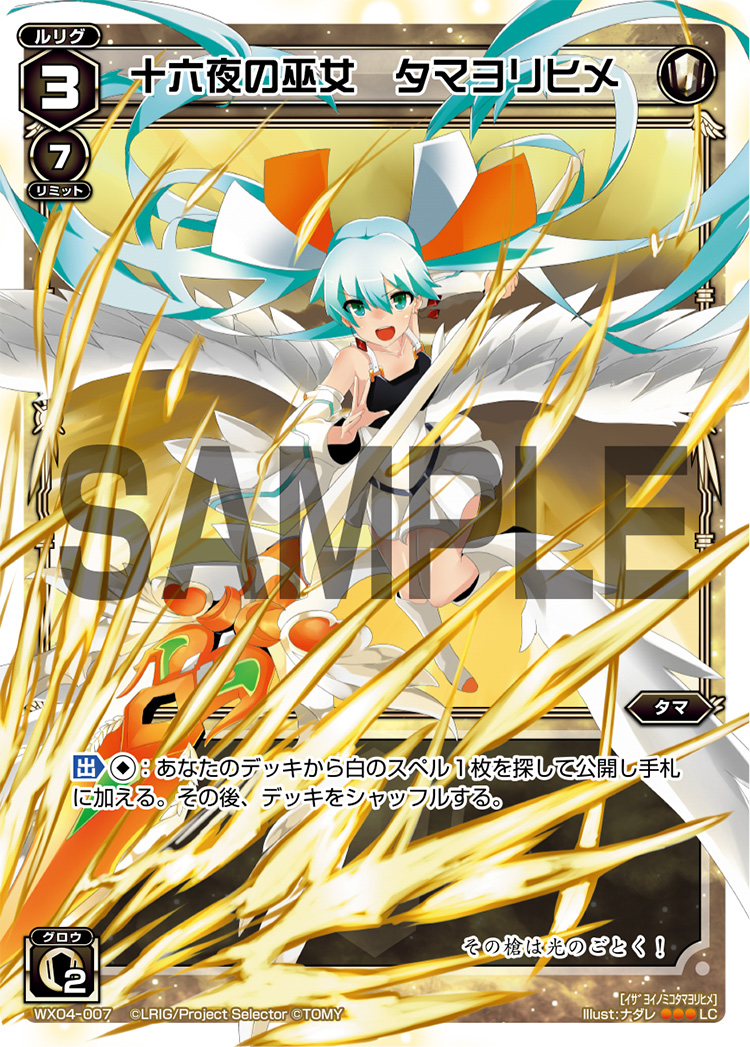 ルリグ
3
十六夜の巫女 タマヨリヒメ
7
リミット
SAMPLE
タマ
出:あなたのデッキから白のスペル1枚を探して公開し手札
に加える。その後、デッキをシャッフルする。
グロウ
2
その槍は光のごとく!
[イザヨイノミコタマヨリヒメ]
WX04-007 ©LRIG/Project Selector ©TOMY Illust:ナダレ LC